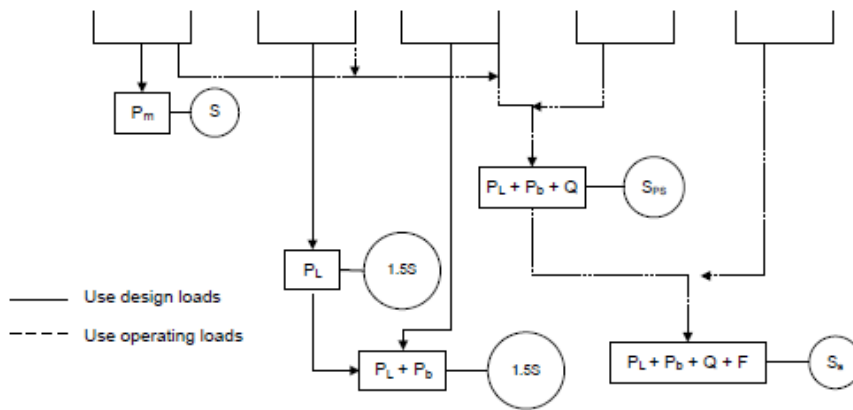 Pm
S
PL + Pb + Q
SPS
PL
1.5S
Use design loads
Use operating loads
PL + Pb
1.5S
PL + Pb + Q + F
Sa